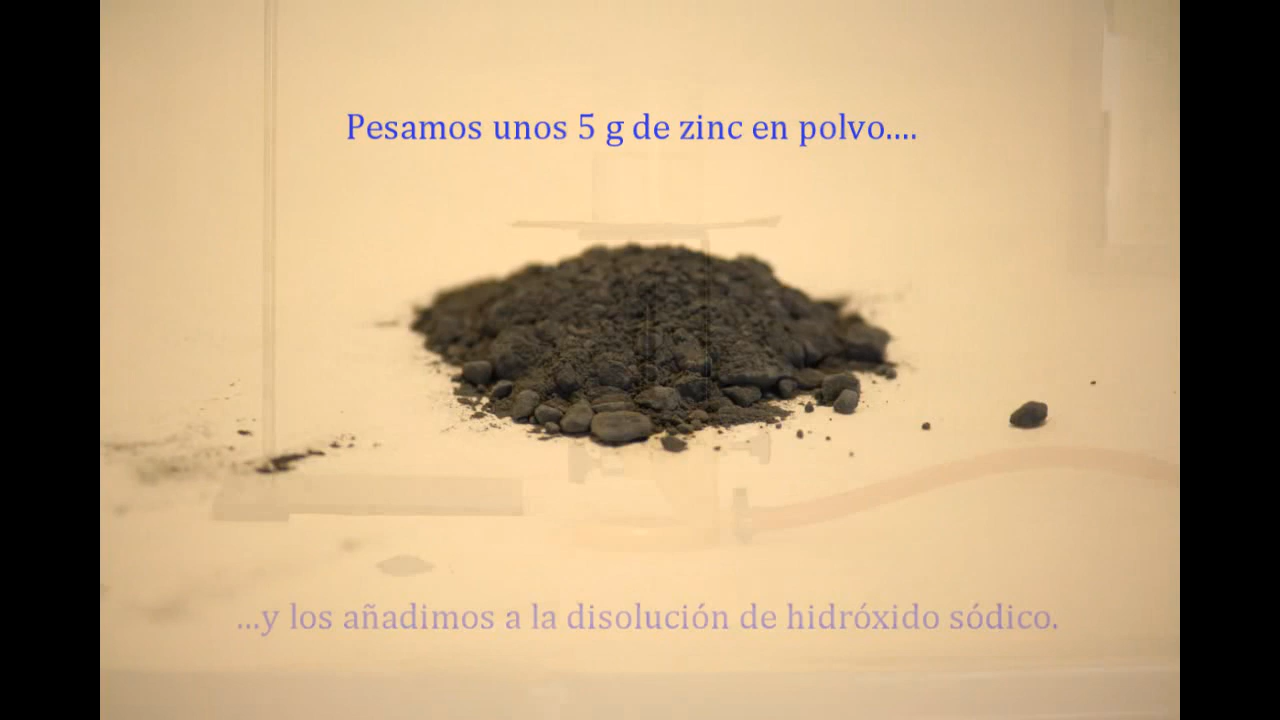 Pesamos unos 5 g de zinc en polvo....
...y los añadimos a la disolución de hidróxido sódico.